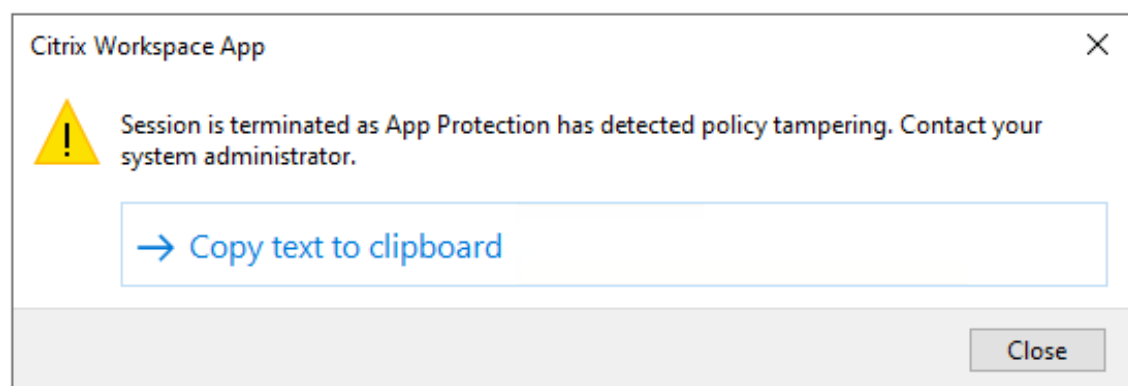 Citrix Workspace App
Session is terminated as App Protection has detected policy tampering. Contact your
system administrator.
Copy text to clipboard
Close